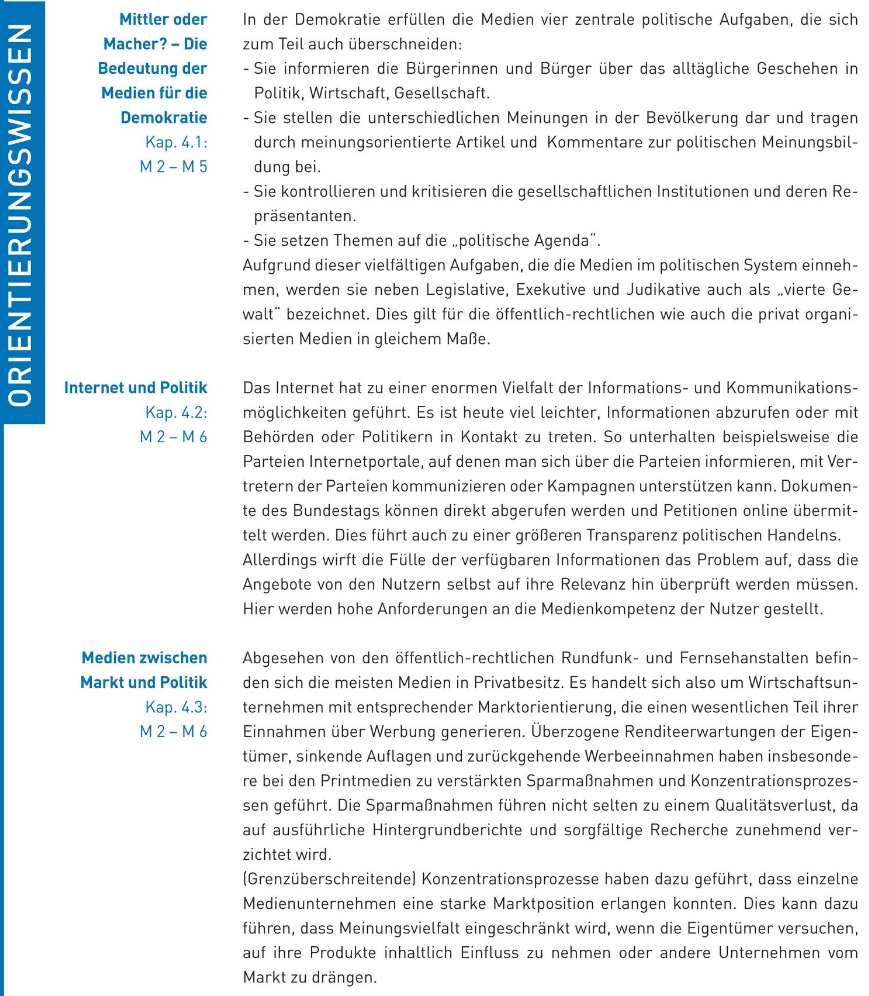 ORIENTIERUNGSWISSEN
Mittler oder
Macher? – Die
Bedeutung der
Medien für die
Demokratie
Kap. 4.1:
M 2 – M 5
In der Demokratie erfüllen die Medien vier zentrale politische Aufgaben, die sich
zum Teil auch überschneiden:
- Sie informieren die Bürgerinnen und Bürger über das alltägliche Geschehen in
Politik, Wirtschaft, Gesellschaft.
- Sie stellen die unterschiedlichen Meinungen in der Bevölkerung dar und tragen
durch meinungsorientierte Artikel und Kommentare zur politischen Meinungsbil-
dung bei.
- Sie kontrollieren und kritisieren die gesellschaftlichen Institutionen und deren Re-
präsentanten.
- Sie setzen Themen auf die „politische Agenda“.
Aufgrund dieser vielfältigen Aufgaben, die die Medien im politischen System einneh-
men, werden sie neben Legislative, Exekutive und Judikative auch als „vierte Ge-
walt“ bezeichnet. Dies gilt für die öffentlich-rechtlichen wie auch die privat organi-
sierten Medien in gleichem Maße.
Internet und Politik
Kap. 4.2:
M 2 – M 6
Das Internet hat zu einer enormen Vielfalt der Informations- und Kommunikations-
möglichkeiten geführt. Es ist heute viel leichter, Informationen abzurufen oder mit
Behörden oder Politikern in Kontakt zu treten. So unterhalten beispielsweise die
Parteien Internetportale, auf denen man sich über die Parteien informieren, mit Ver-
tretern der Parteien kommunizieren oder Kampagnen unterstützen kann. Dokumen-
te des Bundestags können direkt abgerufen werden und Petitionen online übermit-
telt werden. Dies führt auch zu einer größeren Transparenz politischen Handelns.
Allerdings wirft die Fülle der verfügbaren Informationen das Problem auf, dass die
Angebote von den Nutzern selbst auf ihre Relevanz hin überprüft werden müssen.
Hier werden hohe Anforderungen an die Medienkompetenz der Nutzer gestellt.
Medien zwischen
Markt und Politik
Kap. 4.3:
M 2 – M 6
Abgesehen von den öffentlich-rechtlichen Rundfunk- und Fernsehanstalten befin-
den sich die meisten Medien in Privatbesitz. Es handelt sich also um Wirtschaftsun-
ternehmen mit entsprechender Marktorientierung, die einen wesentlichen Teil ihrer
Einnahmen über Werbung generieren. Überzogene Renditeerwartungen der Eigen-
tümer, sinkende Auflagen und zurückgehende Werbeeinnahmen haben insbesonde-
re bei den Printmedien zu verstärkten Sparmaßnahmen und Konzentrationsprozes-
sen geführt. Die Sparmaßnahmen führen nicht selten zu einem Qualitätsverlust, da
auf ausführliche Hintergrundberichte und sorgfältige Recherche zunehmend ver-
zichtet wird.
(Grenzüberschreitende) Konzentrationsprozesse haben dazu geführt, dass einzelne
Medienunternehmen eine starke Marktposition erlangen konnten. Dies kann dazu
führen, dass Meinungsvielfalt eingeschränkt wird, wenn die Eigentümer versuchen,
auf ihre Produkte inhaltlich Einfluss zu nehmen oder andere Unternehmen vom
Markt zu drängen.